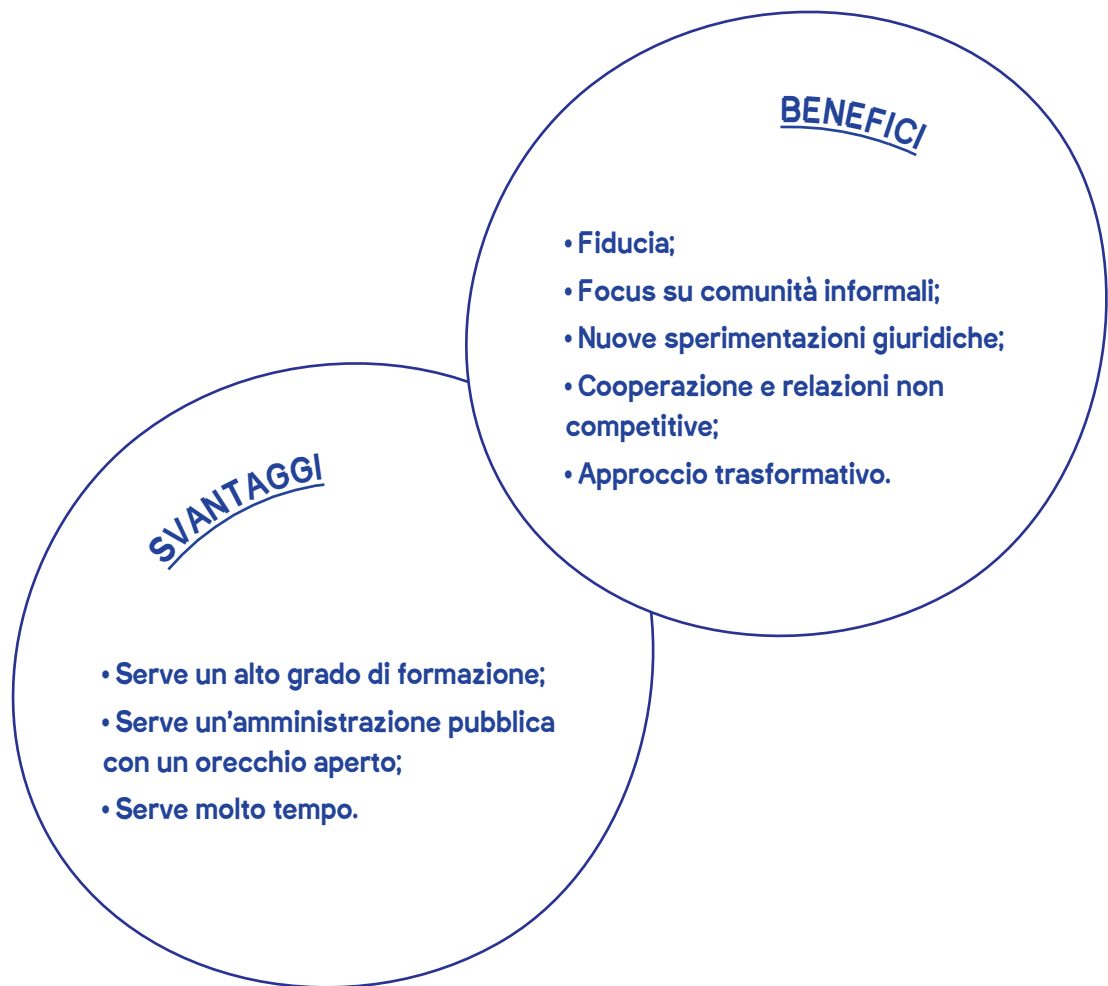 BENEFICI
• Fiducia;
• Focus su comunità informali;
• Nuove sperimentazioni giuridiche;
• Cooperazione e relazioni non
competitive;
• Approccio trasformativo.
SVANTAGGI
• Serve un alto grado di formazione;
• Serve un’amministrazione pubblica
con un orecchio aperto;
• Serve molto tempo.